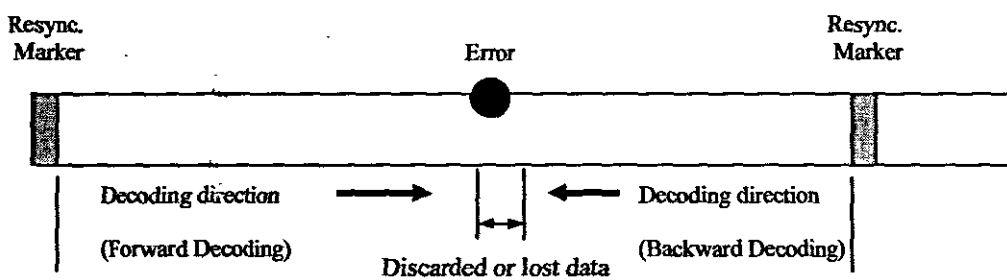 Resync.
Marker
Error
Resync.
Marker
Decoding direction
(Forward Decoding)
Decoding direction
(Backward Decoding)
Discarded or lost data